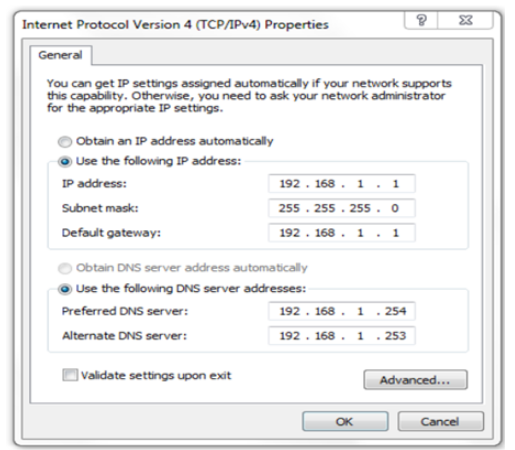 Internet Protocol Version 4 (TCP/IPv4) Properties
General
You can get IP settings assigned automatically if your network supports
this capability. Otherwise, you need to ask your network administrator
for the appropriate IP settings.
Obtain an IP address automatically
Use the following IP address:
IP address: 192 . 168 . 1 . 1
Subnet mask: 255 . 255 . 255 . 0
Default gateway: 192 . 168 . 1 . 1
Obtain DNS server address automatically
Use the following DNS server addresses:
Preferred DNS server: 192 . 168 . 1 . 254
Alternate DNS server: 192 . 168 . 1 . 253
Validate settings upon exit
Advanced...
OK Cancel